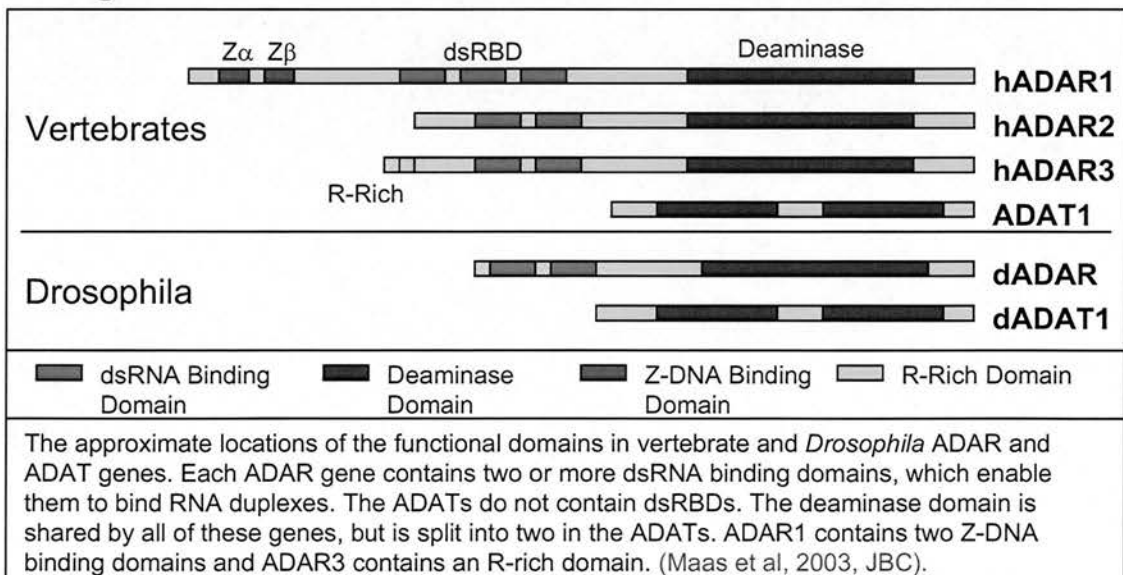 Zα Zβ dsRBD Deaminase
hADAR1
Vertebrates
hADAR2
hADAR3
R-Rich
ADAT1
Drosophila
dADAR
dADAT1
dsRNA Binding Domain
Deaminase Domain
Z-DNA Binding Domain
R-Rich Domain
The approximate locations of the functional domains in vertebrate and Drosophila ADAR and
ADAT genes. Each ADAR gene contains two or more dsRNA binding domains, which enable
them to bind RNA duplexes. The ADATs do not contain dsRBDs. The deaminase domain is
shared by all of these genes, but is split into two in the ADATs. ADAR1 contains two Z-DNA
binding domains and ADAR3 contains an R-rich domain. (Maas et al, 2003, JBC).